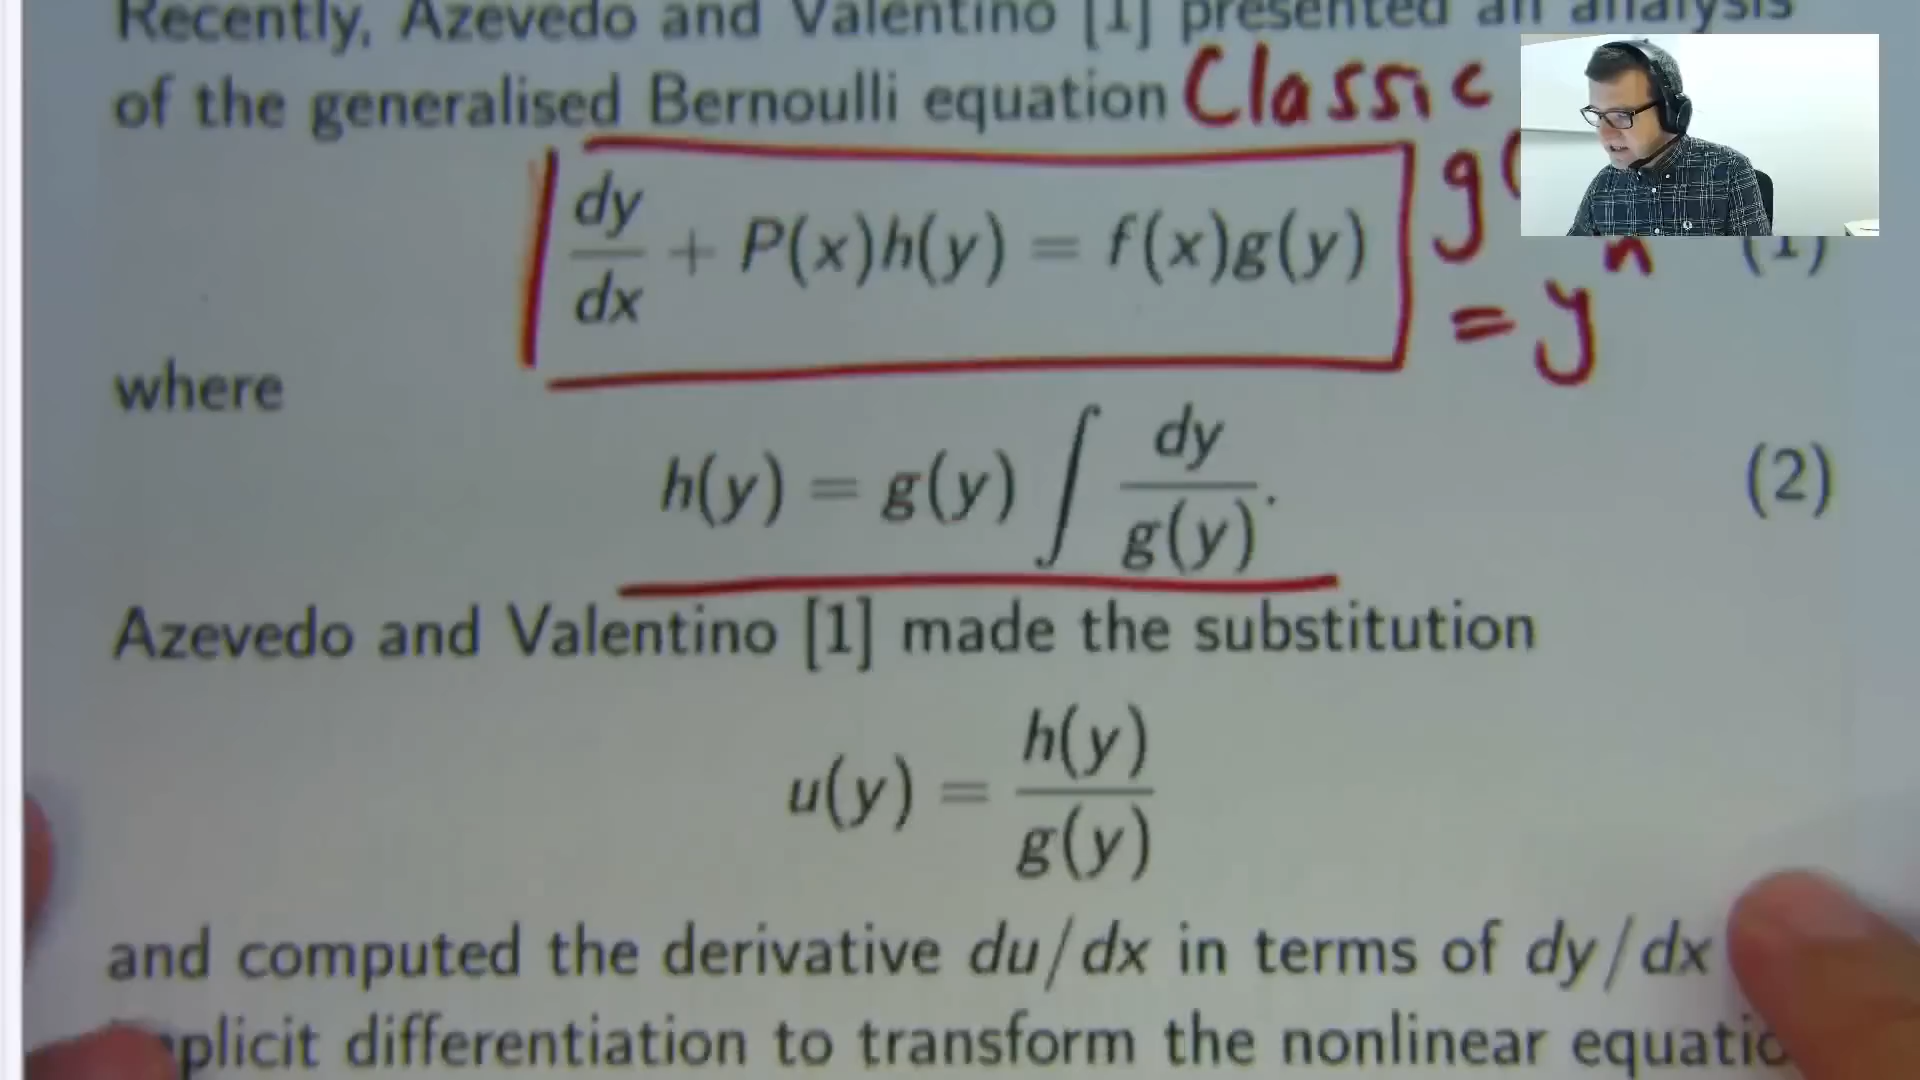 Recently, Azevedo and Valentino [1] presented an analysis
of the generalised Bernoulli equation Classic
dy/dx + P(x)h(y) = f(x)g(y) (1)
g(
= yⁿ
where
h(y) = g(y) ∫ dy/g(y). (2)
Azevedo and Valentino [1] made the substitution
u(y) = h(y)/g(y)
and computed the derivative du/dx in terms of dy/dx
differentiation to transform the nonlinear